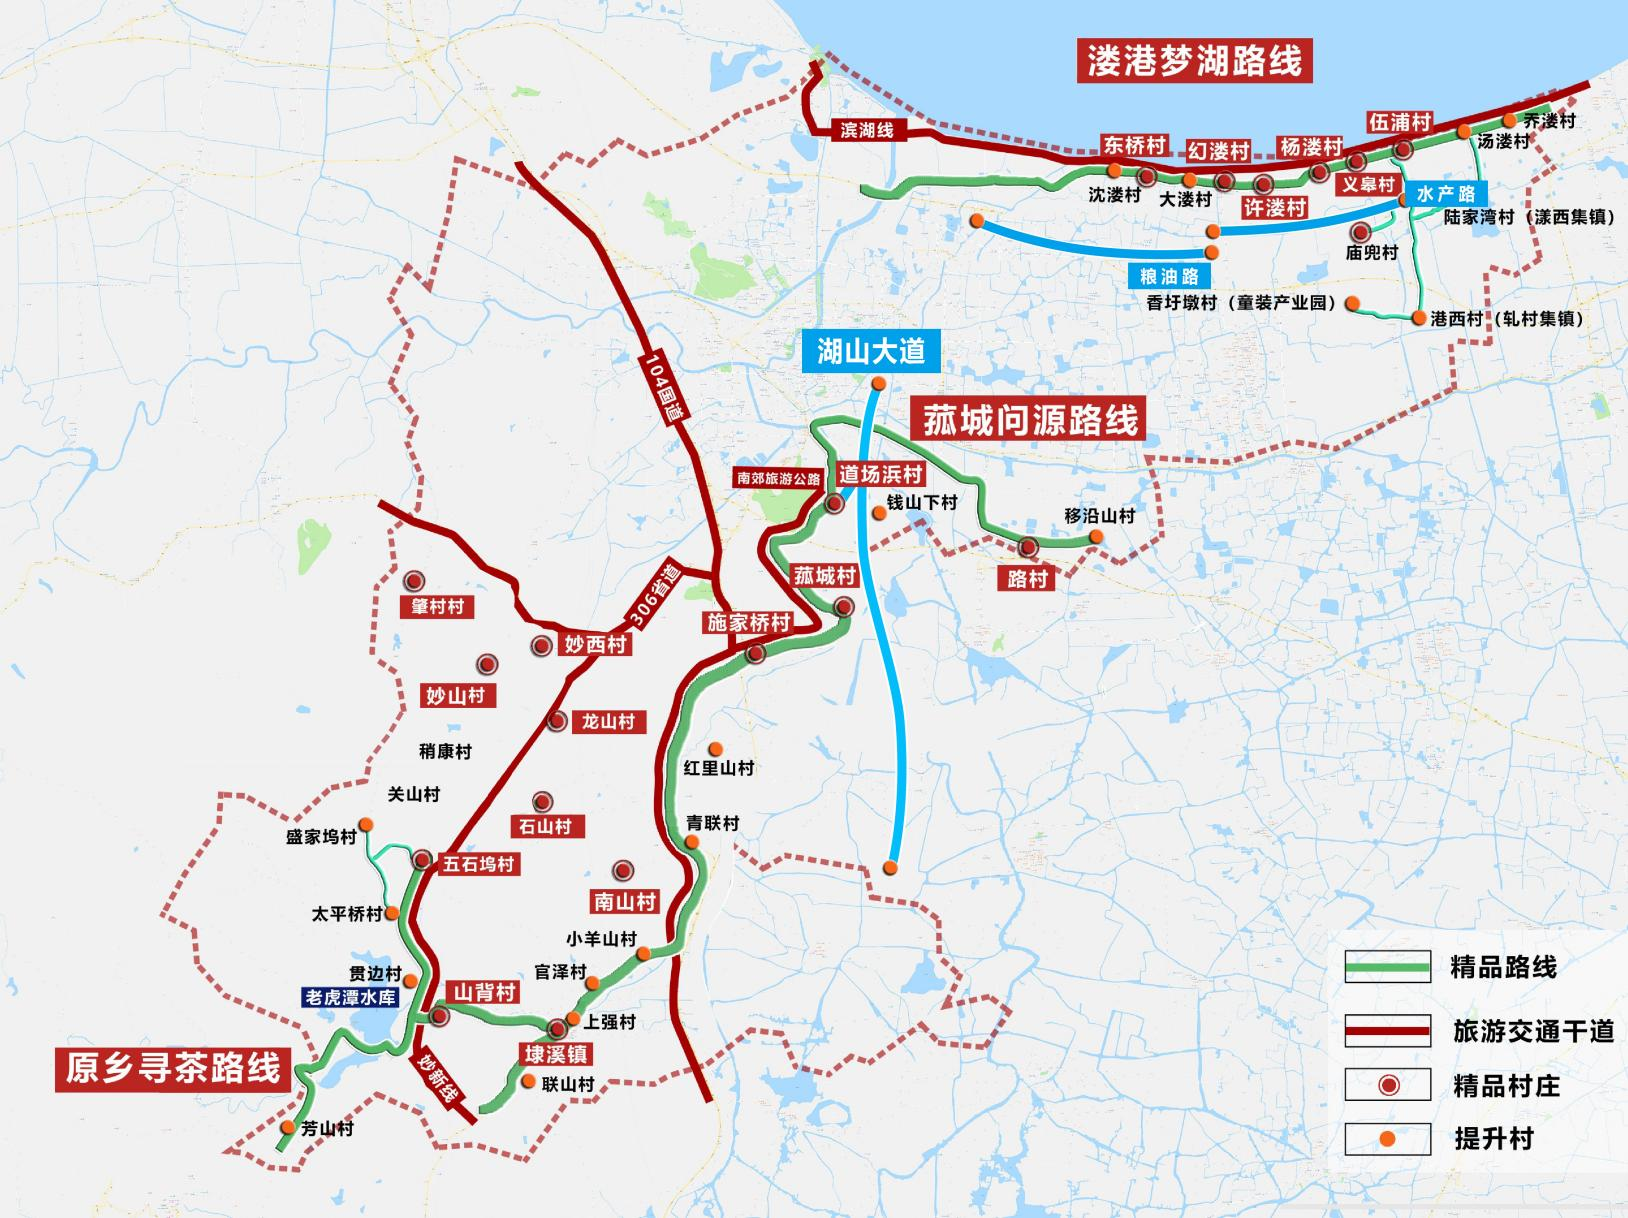 溇港梦湖路线
滨湖线
东桥村
幻溇村
杨溇村
伍浦村
汤溇村
乔溇村
沈溇村
大溇村
许溇村
义皋村
水产路
陆家湾村（漾西集镇）
庙兜村
粮油路
香圩墩村（童装产业园）
港西村（轧村集镇）
湖山大道
104国道
菰城问源路线
南郊旅游公路
道场浜村
钱山下村
移沿山村
路村
菰城村
306省道
施家桥村
肇村村
妙西村
妙山村
龙山村
稍康村
红里山村
关山村
盛家坞村
石山村
青联村
五石坞村
南山村
太平桥村
小羊山村
贯边村
官泽村
老虎潭水库
山背村
上强村
埭溪镇
原乡寻茶路线
妙新线
联山村
芳山村
精品路线
旅游交通干道
精品村庄
提升村